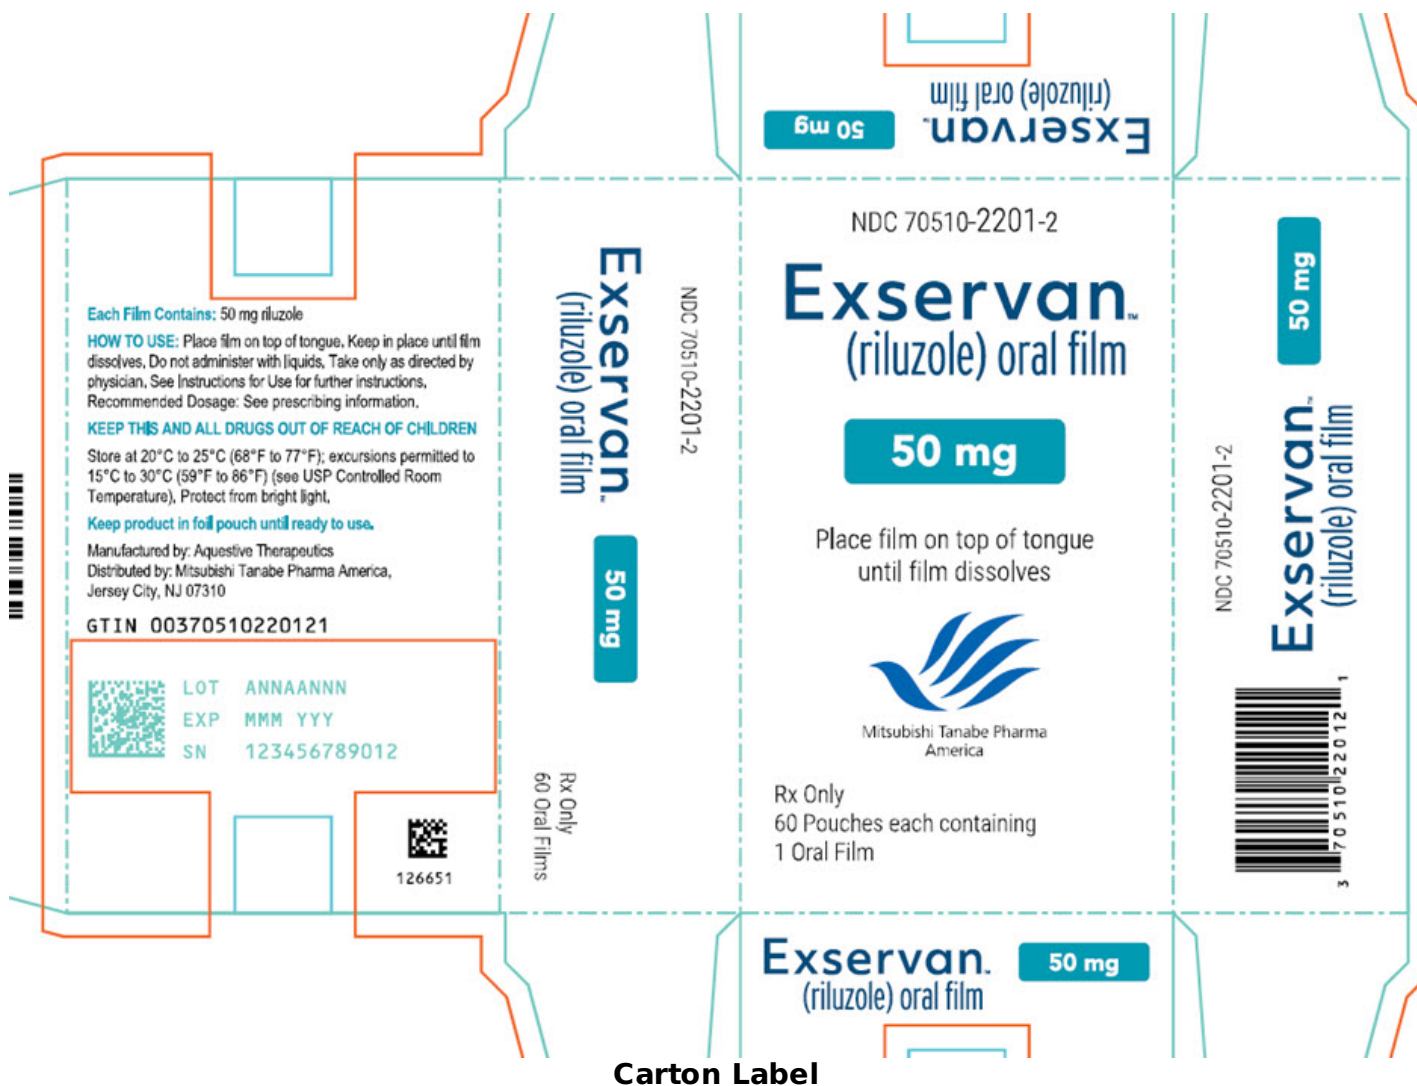 Exservan™
(riluzole) oral film
50 mg
Each Film Contains: 50 mg riluzole
HOW TO USE: Place film on top of tongue. Keep in place until film
dissolves. Do not administer with liquids. Take only as directed by
physician. See Instructions for Use for further instructions.
Recommended Dosage: See prescribing information.
KEEP THIS AND ALL DRUGS OUT OF REACH OF CHILDREN
Store at 20°C to 25°C (68°F to 77°F); excursions permitted to
15°C to 30°C (59°F to 86°F) (see USP Controlled Room
Temperature). Protect from bright light.
Keep product in foil pouch until ready to use.
Manufactured by: Aquestive Therapeutics
Distributed by: Mitsubishi Tanabe Pharma America,
Jersey City, NJ 07310
GTIN 00370510220121
LOT ANNAANNN
EXP MMM YYY
SN 123456789012
126651
NDC 70510-2201-2
Exservan™
(riluzole) oral film
50 mg
Rx Only
60 Oral Films
NDC 70510-2201-2
Exservan™
(riluzole) oral film
50 mg
Place film on top of tongue
until film dissolves
Mitsubishi Tanabe Pharma
America
Rx Only
60 Pouches each containing
1 Oral Film
NDC 70510-2201-2
Exservan™
(riluzole) oral film
50 mg
3 70510 22012 1
Exservan™
(riluzole) oral film
50 mg
Carton Label